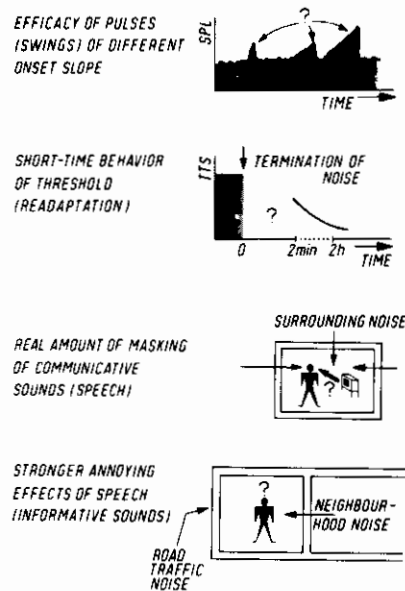 EFFICACY OF PULSES
(SWINGS) OF DIFFERENT
ONSET SLOPE
SPL
?
TIME
SHORT-TIME BEHAVIOR
OF THRESHOLD
(READAPTATION)
TTS
TERMINATION OF
NOISE
?
0
2min
2h
TIME
REAL AMOUNT OF MASKING
OF COMMUNICATIVE
SOUNDS (SPEECH)
SURROUNDING NOISE
?
STRONGER ANNOYING
EFFECTS OF SPEECH
(INFORMATIVE SOUNDS)
?
NEIGHBOUR-
HOOD NOISE
ROAD
TRAFFIC
NOISE